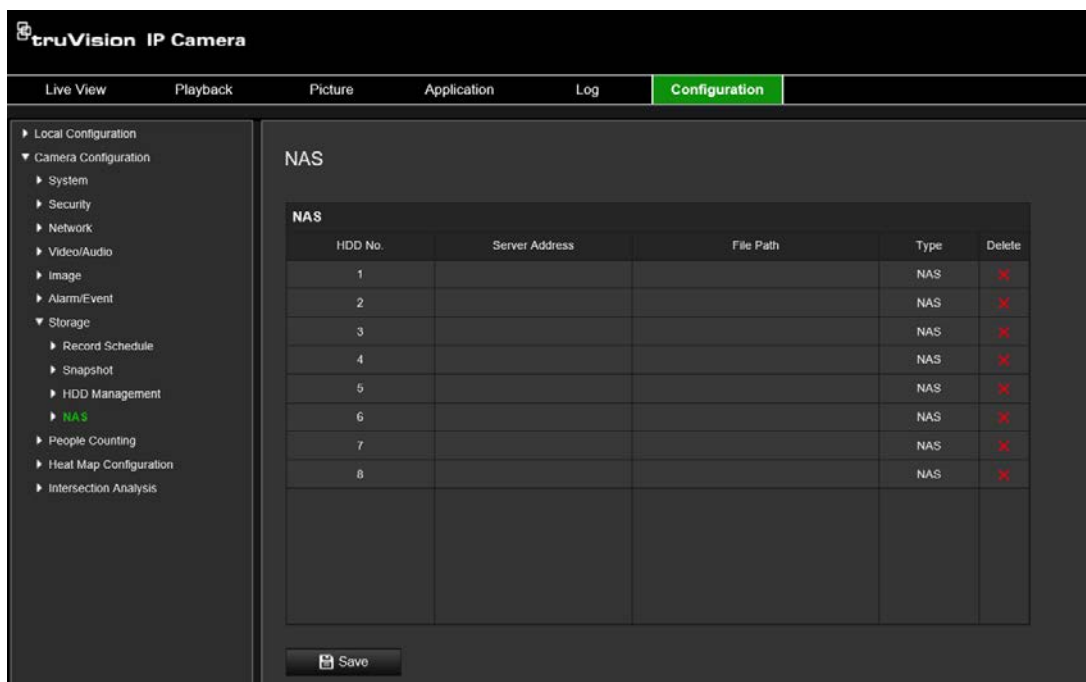 truVision IP Camera
Live View Playback Picture Application Log Configuration
Local Configuration
Camera Configuration
System
Security
Network
Video/Audio
Image
Alarm/Event
Storage
Record Schedule
Snapshot
HDD Management
NAS
People Counting
Heat Map Configuration
Intersection Analysis
NAS
NAS
HDD No. Server Address File Path Type Delete
1 NAS
2 NAS
3 NAS
4 NAS
5 NAS
6 NAS
7 NAS
8 NAS
Save